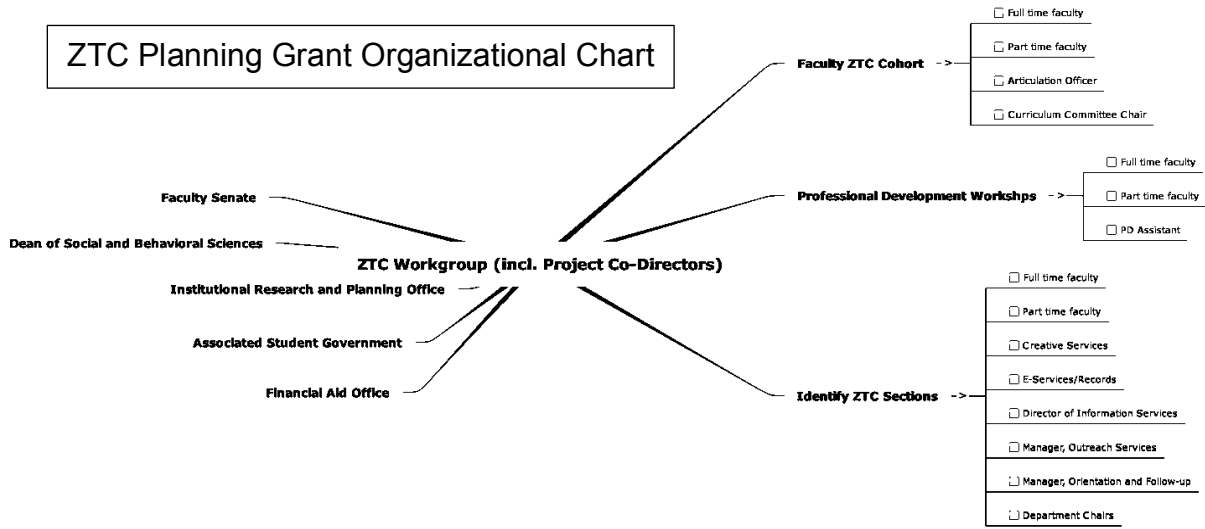 ZTC Planning Grant Organizational Chart
Faculty Senate
Dean of Social and Behavioral Sciences
ZTC Workgroup (incl. Project Co-Directors)
Institutional Research and Planning Office
Associated Student Government
Financial Aid Office
Faculty ZTC Cohort ->
Full time faculty
Part time faculty
Articulation Officer
Curriculum Committee Chair
Professional Development Workshps ->
Full time faculty
Part time faculty
PD Assistant
Identify ZTC Sections ->
Full time faculty
Part time faculty
Creative Services
E-Services/Records
Director of Information Services
Manager, Outreach Services
Manager, Orientation and Follow-up
Department Chairs